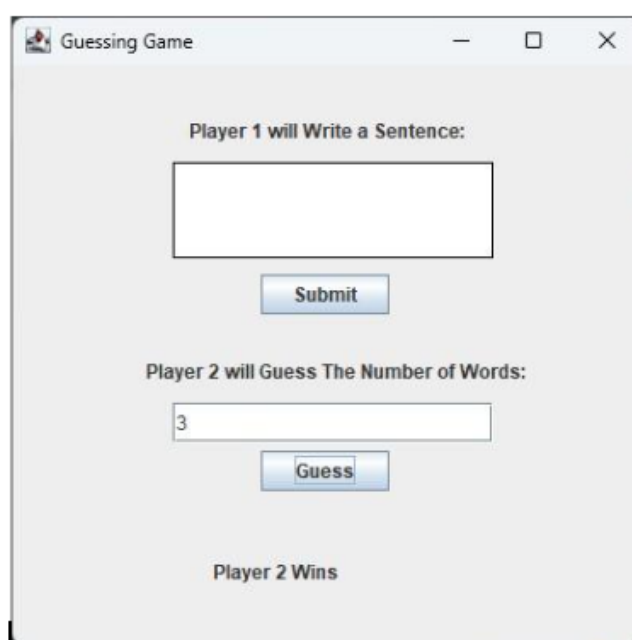 Guessing Game
Player 1 will Write a Sentence:
Submit
Player 2 will Guess The Number of Words:
3
Guess
Player 2 Wins